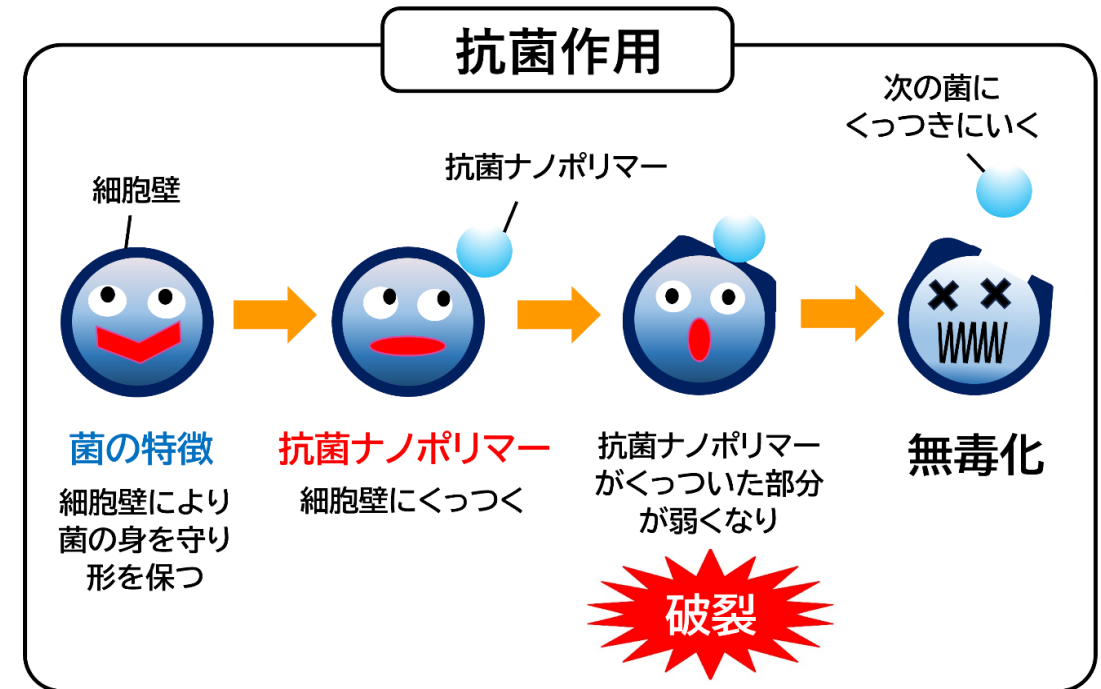 抗菌作用
細胞壁
抗菌ナノポリマー
次の菌に
くっつきにいく
菌の特徴
細胞壁により
菌の身を守り
形を保つ
抗菌ナノポリマー
細胞壁にくっつく
抗菌ナノポリマー
がくっついた部分
が弱くなり
破裂
無毒化